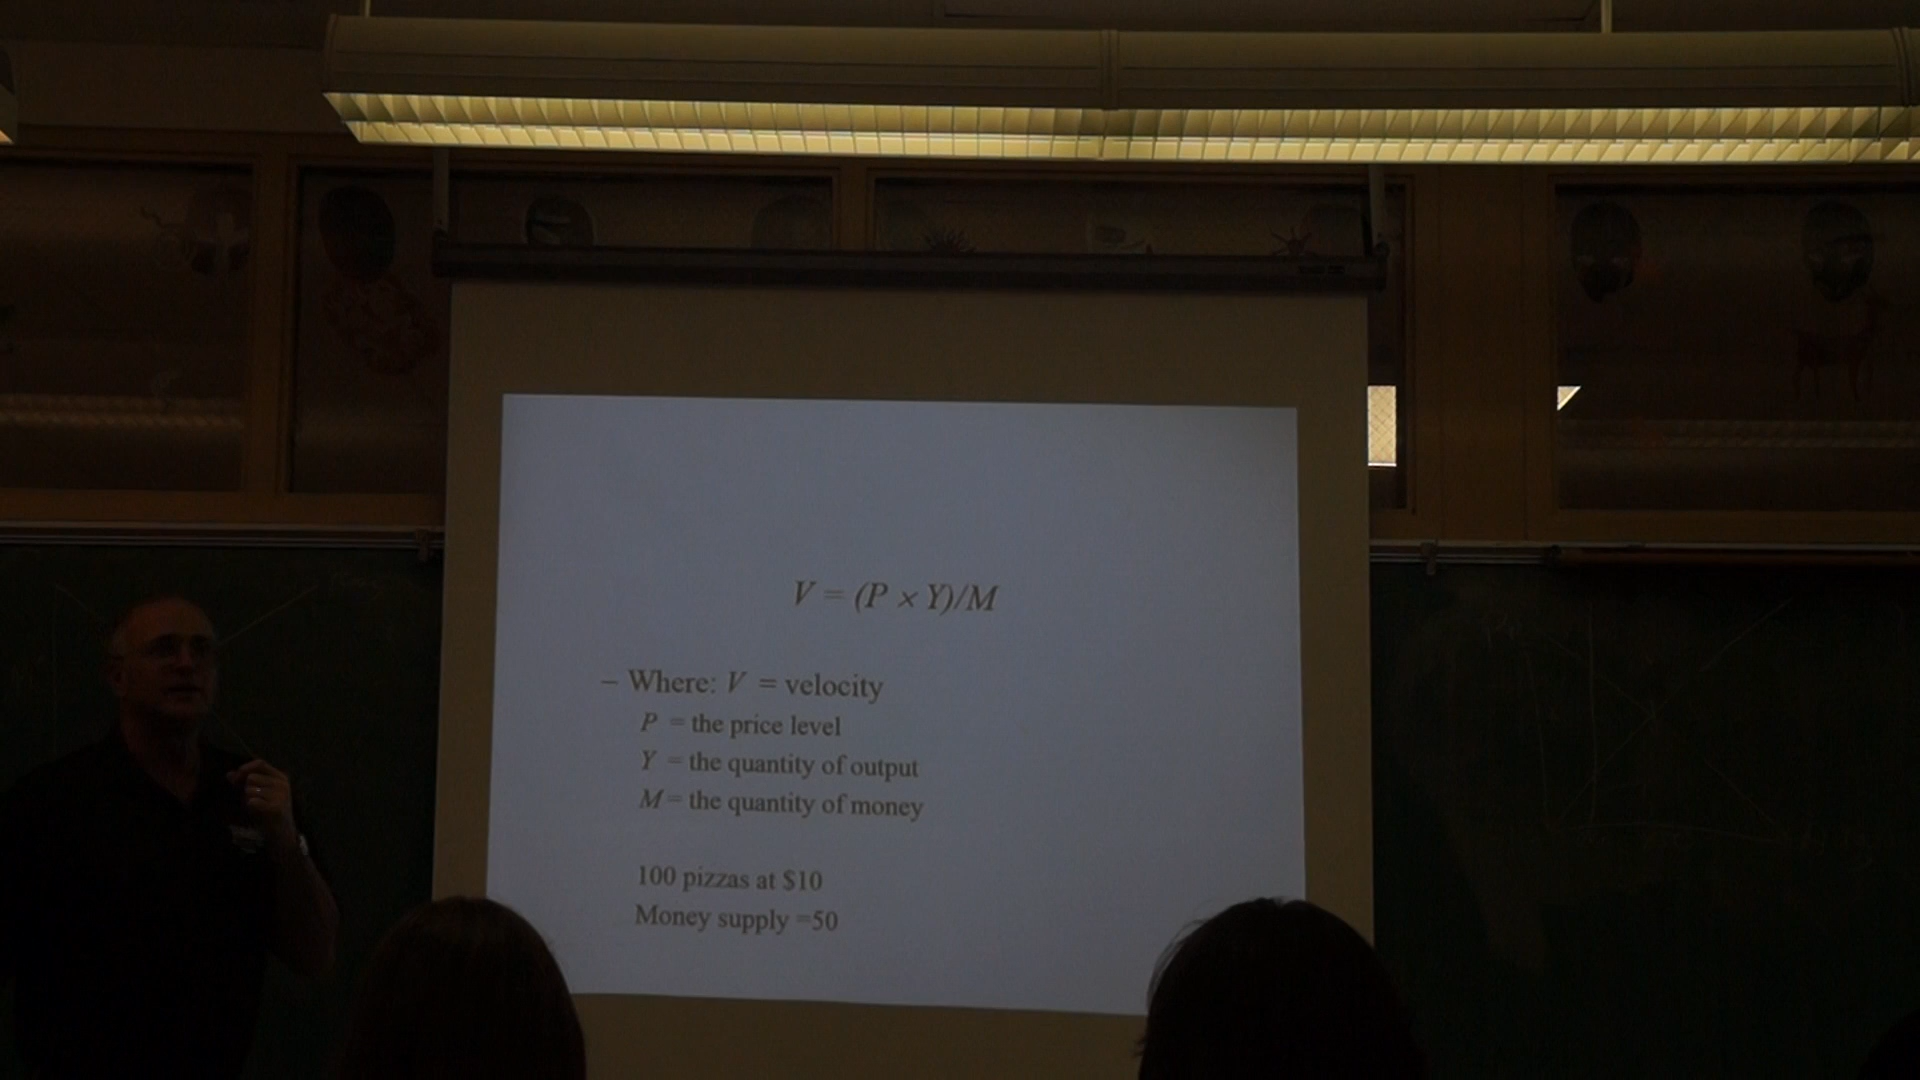 V = (P × Y)/M
– Where: V = velocity
P = the price level
Y = the quantity of output
M = the quantity of money
100 pizzas at $10
Money supply =50